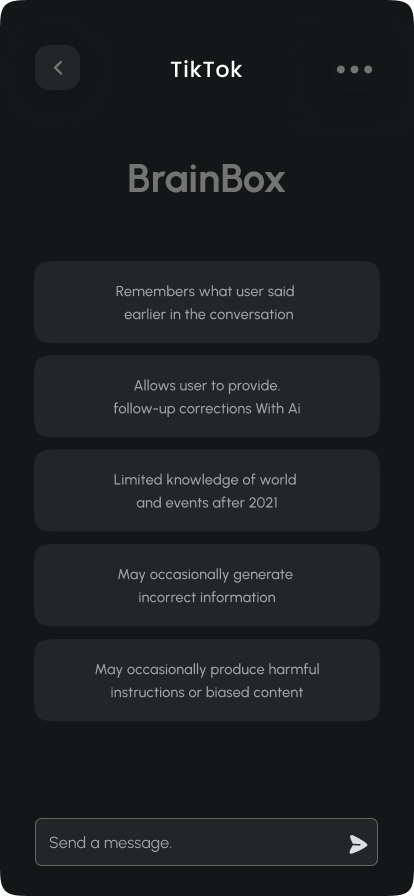 TikTok
BrainBox
Remembers what user said
earlier in the conversation
Allows user to provide.
follow-up corrections With Ai
Limited knowledge of world
and events after 2021
May occasionally generate
incorrect information
May occasionally produce harmful
instructions or biased content
Send a message.